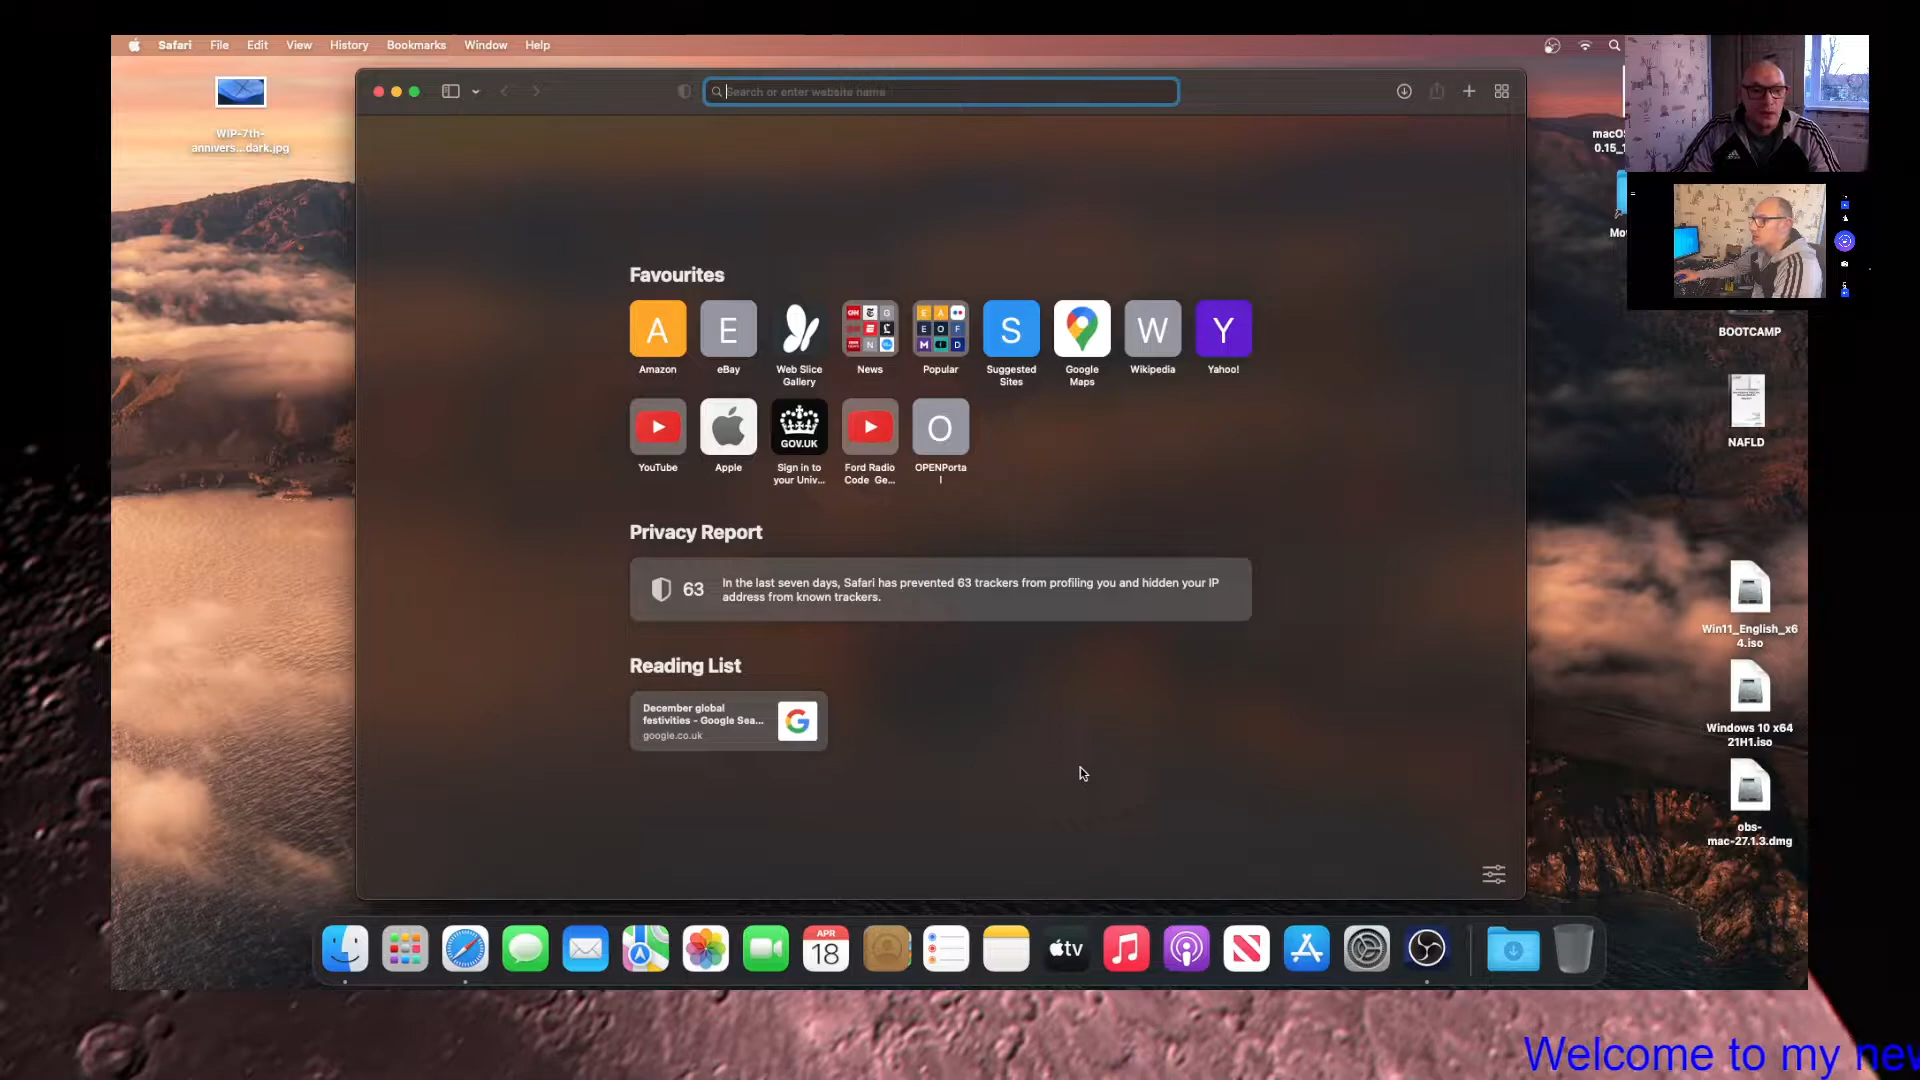 Safari File Edit View History Bookmarks Window Help
Search or enter website name
WIP-7th-
annivers...dark.jpg
macOS
0.15_1
Mov
Favourites
A E S W Y
Amazon eBay Web Slice Gallery News Popular Suggested Sites Google Maps Wikipedia Yahoo!
GOV.UK O
YouTube Apple Sign in to your Univ... Ford Radio Code Ge... OPENPorta l
BOOTCAMP
NAFLD
Privacy Report
63 In the last seven days, Safari has prevented 63 trackers from profiling you and hidden your IP
address from known trackers.
Win11_English_x6
4.iso
Reading List
December global
festivities - Google Sea...
google.co.uk
Windows 10 x64
21H1.iso
obs-
mac-27.1.3.dmg
APR
18
tv
Welcome to my new